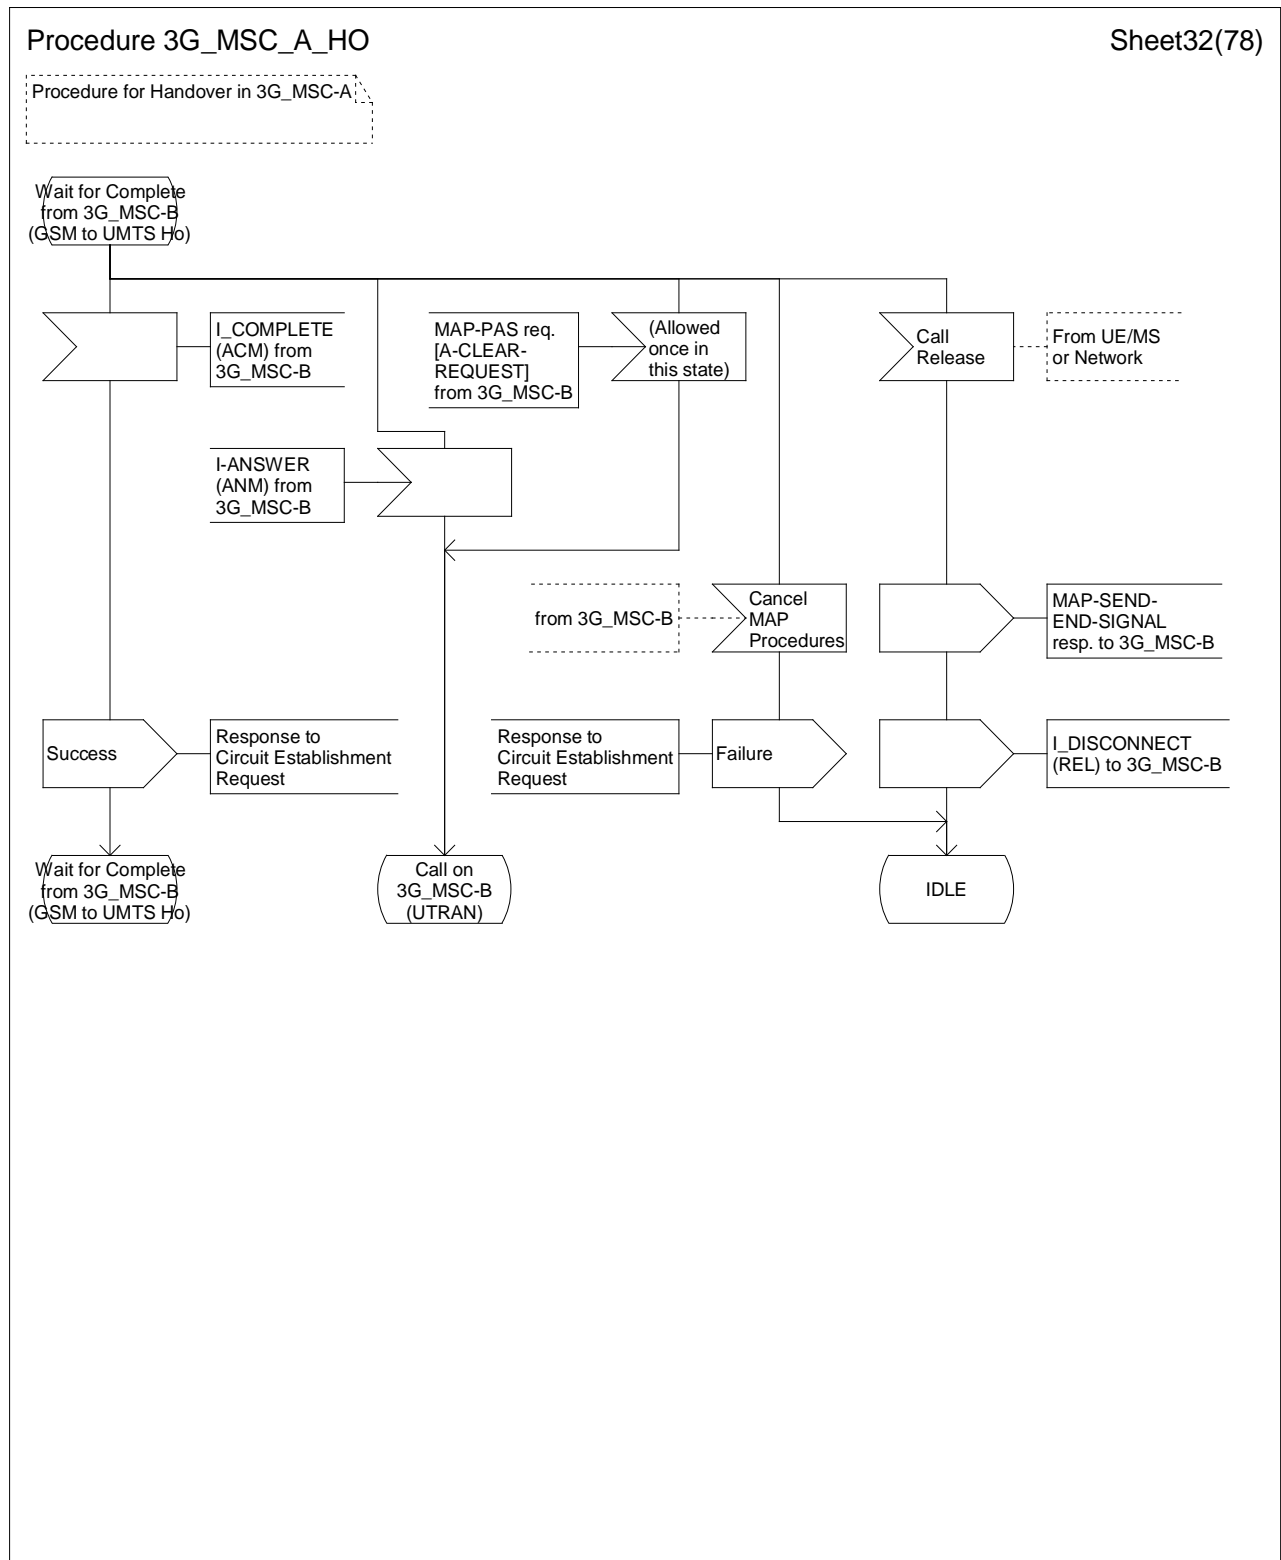 Procedure 3G_MSC_A_HO
Sheet32(78)
Procedure for Handover in 3G_MSC-A
Wait for Complete
from 3G_MSC-B
(GSM to UMTS Ho)
I_COMPLETE
(ACM) from
3G_MSC-B
MAP-PAS req.
[A-CLEAR-
REQUEST]
from 3G_MSC-B
(Allowed
once in
this state)
Call
Release
From UE/MS
or Network
I-ANSWER
(ANM) from
3G_MSC-B
from 3G_MSC-B
Cancel
MAP
Procedures
MAP-SEND-
END-SIGNAL
resp. to 3G_MSC-B
Success
Response to
Circuit Establishment
Request
Response to
Circuit Establishment
Request
Failure
I_DISCONNECT
(REL) to 3G_MSC-B
Wait for Complete
from 3G_MSC-B
(GSM to UMTS Ho)
Call on
3G_MSC-B
(UTRAN)
IDLE